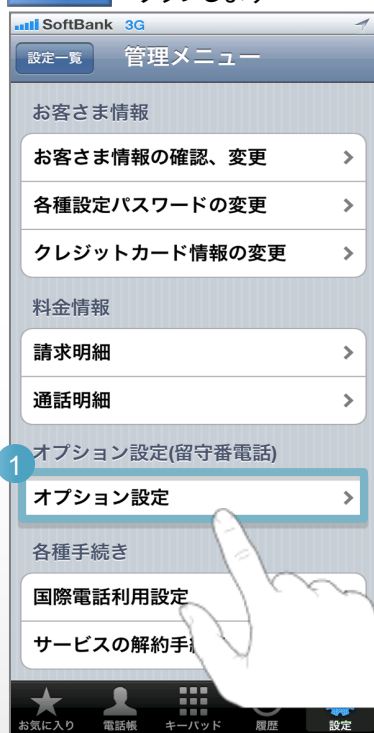 SoftBank 3G
設定一覧 管理メニュー
お客さま情報
お客さま情報の確認、変更
各種設定パスワードの変更
クレジットカード情報の変更
料金情報
請求明細
通話明細
1
オプション設定(留守番電話)
オプション設定
各種手続き
国際電話利用設定
サービスの解約手
お気に入り 電話帳 キーパッド 履歴 設定